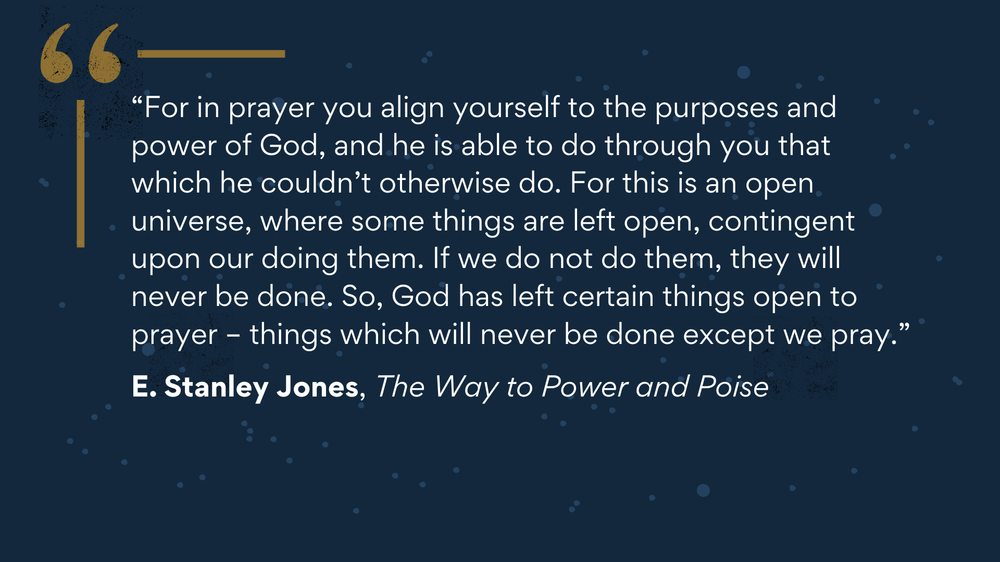 “For in prayer you align yourself to the purposes and
power of God, and he is able to do through you that
which he couldn’t otherwise do. For this is an open
universe, where some things are left open, contingent
upon our doing them. If we do not do them, they will
never be done. So, God has left certain things open to
prayer – things which will never be done except we pray.”
E. Stanley Jones, The Way to Power and Poise